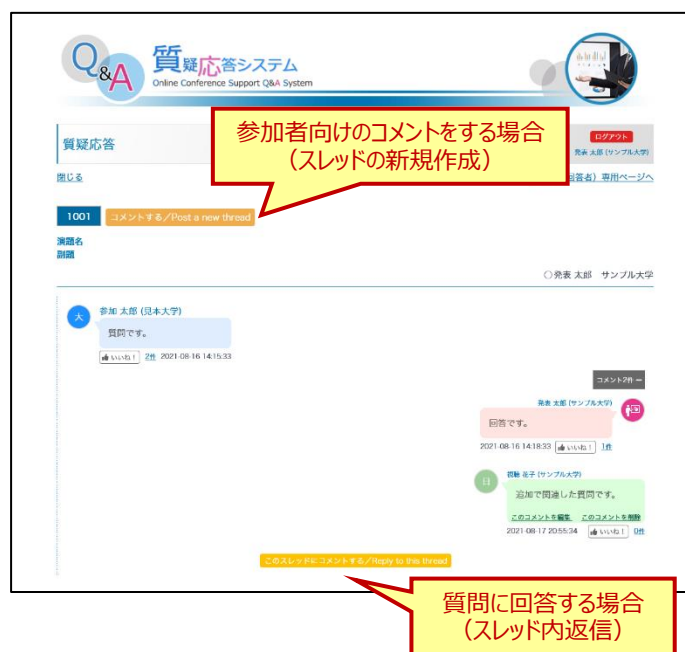 Q&A 質疑応答システム
Online Conference Support Q&A System
参加者向けのコメントをする場合
（スレッドの新規作成）
質疑応答
ログアウト
発表 太郎 (サンプル大学)
閉じる
回答者）専用ページへ
1001 コメントする／Post a new thread
演題名
副題
○発表 太郎 サンプル大学
大 参加 太郎 (見本大学)
質問です。
いいね！ 2件 2021-08-16 14:15:33
コメント2件 ー
発表 太郎 (サンプル大学)
回答です。
2021-08-16 14:18:33 いいね！ 1件
日 視聴 花子 (サンプル大学)
追加で関連した質問です。
このコメントを編集 このコメントを削除
2021-08-17 20:55:34 いいね！ 0件
このスレッドにコメントする／Reply to this thread
質問に回答する場合
（スレッド内返信）